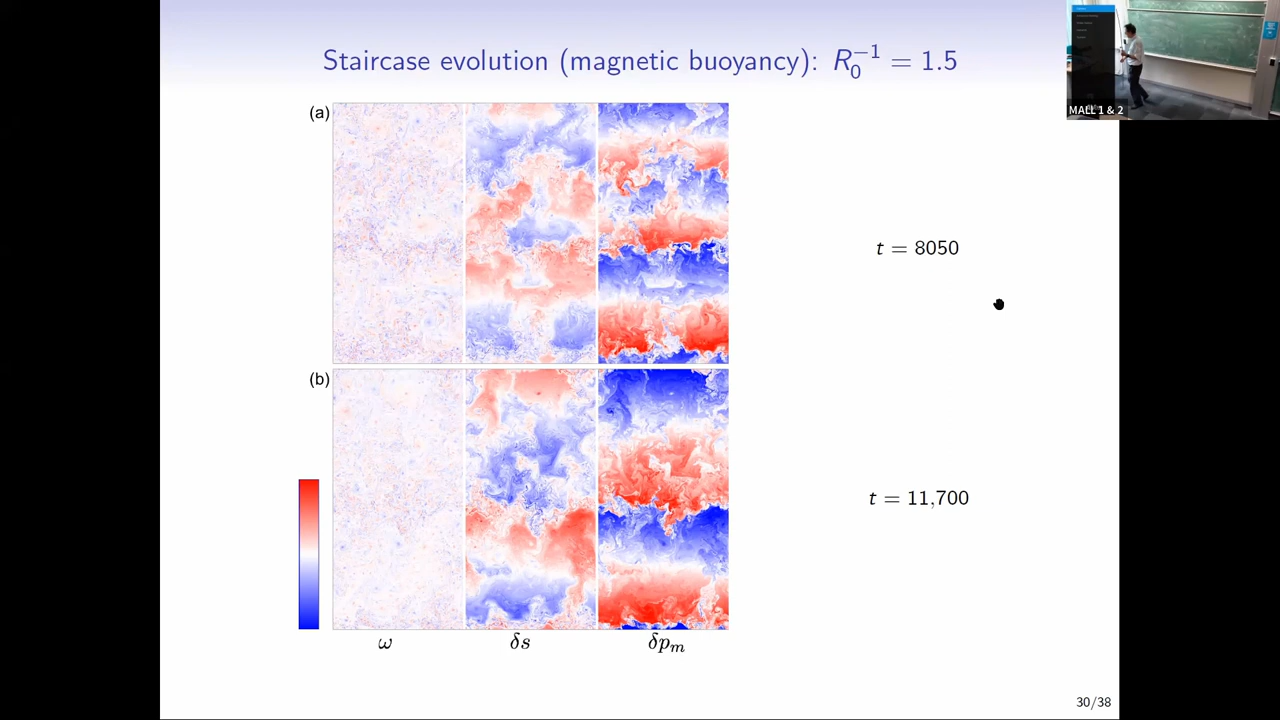 Staircase evolution (magnetic buoyancy): R₀⁻¹ = 1.5
MALL 1 & 2
(a)
t = 8050
(b)
t = 11,700
ω δs δpₘ
30/38